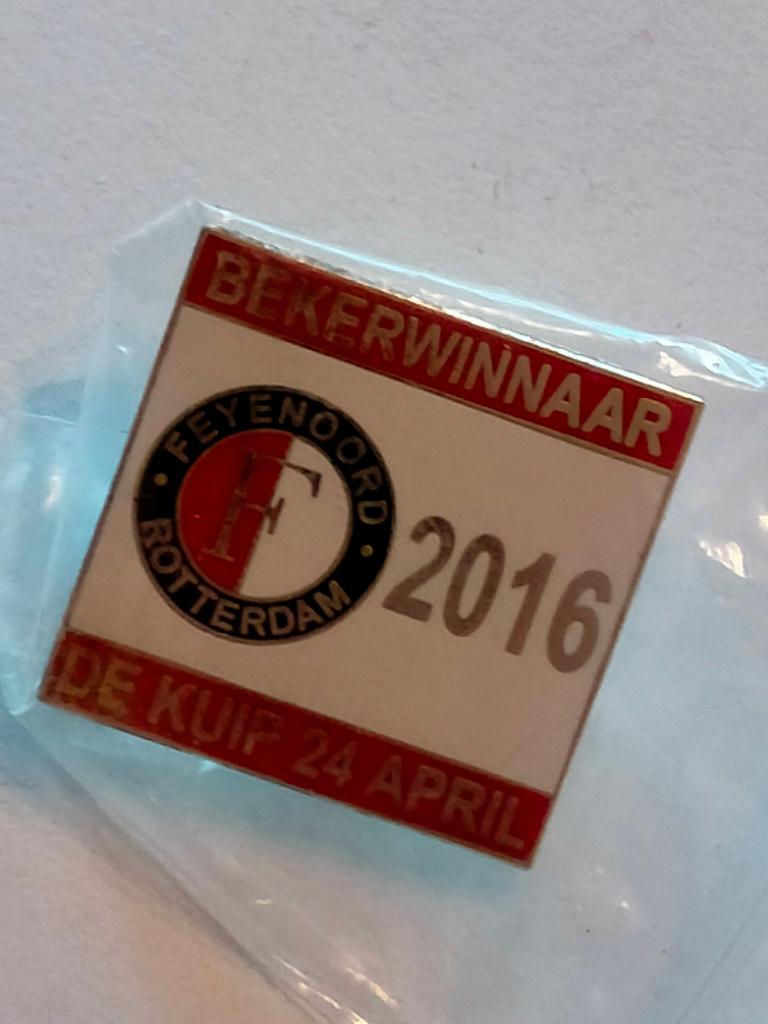 BEKERWINNAAR
FEYENOORD
F
ROTTERDAM
2016
DE KUIP 24 APRIL